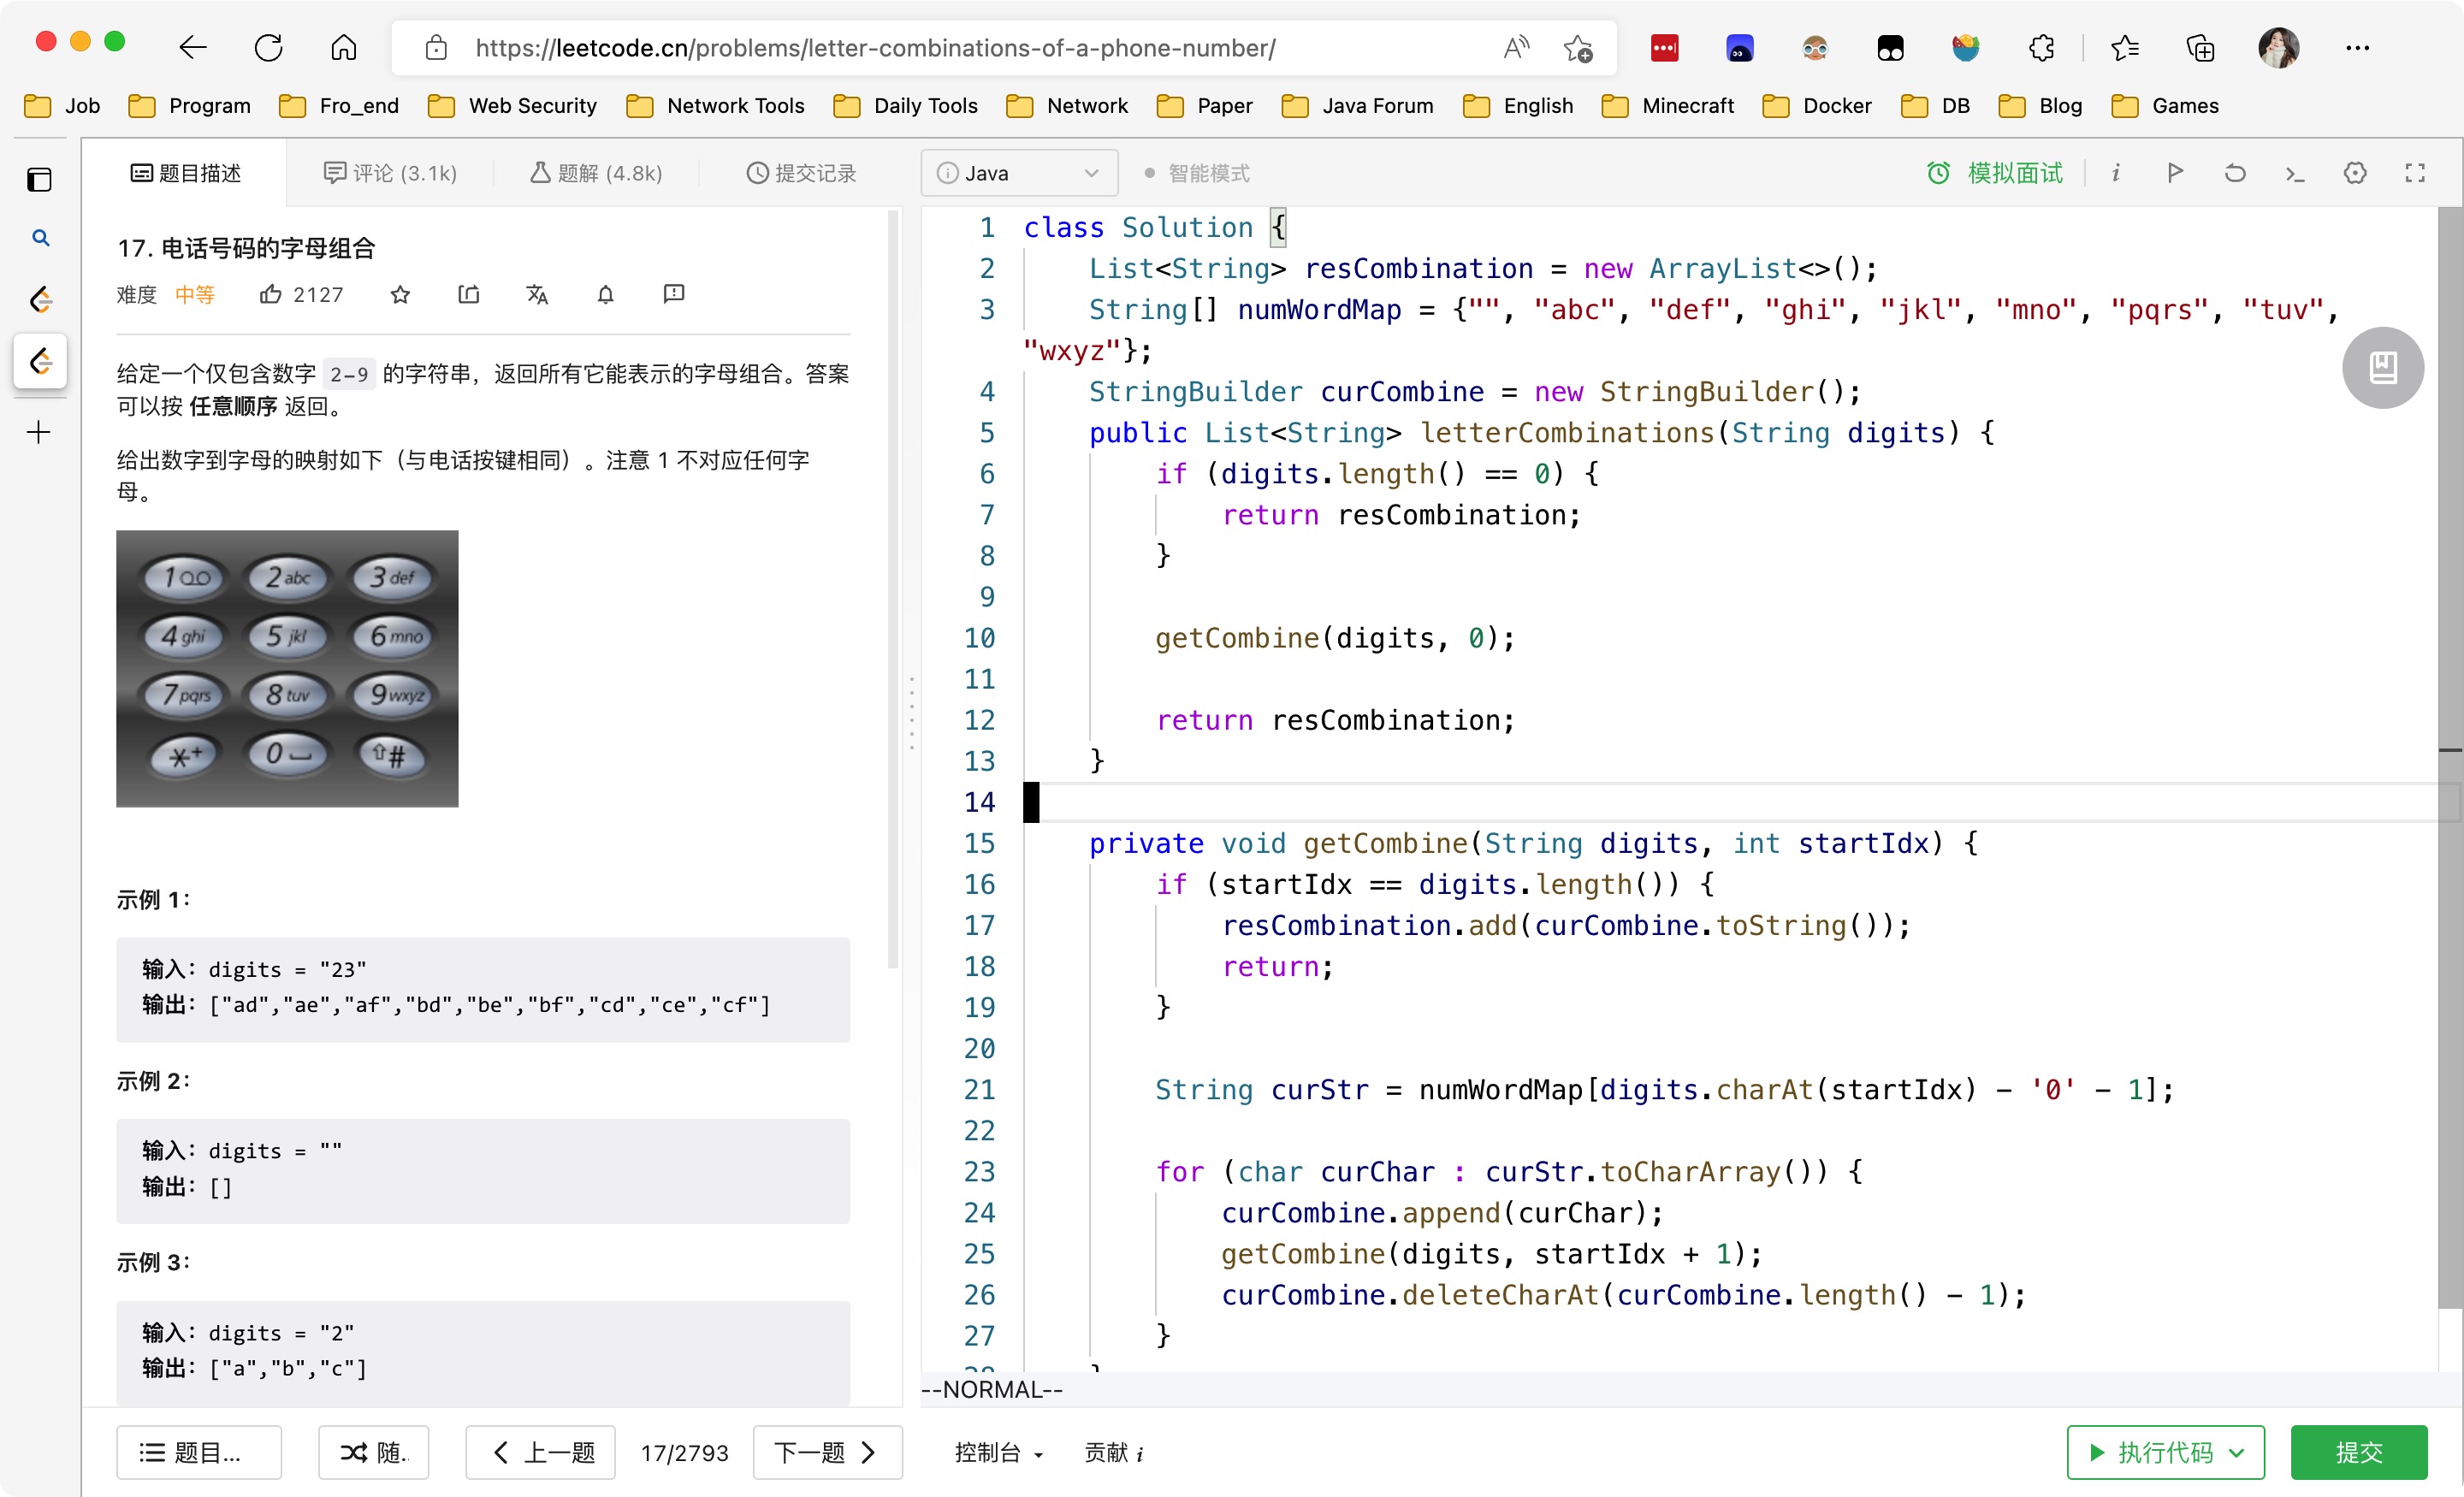 https://leetcode.cn/problems/letter-combinations-of-a-phone-number/
Job Program Fro_end Web Security Network Tools Daily Tools Network Paper Java Forum English Minecraft Docker DB Blog Games
题目描述 评论 (3.1k) 题解 (4.8k) 提交记录
Java 智能模式 模拟面试
17. 电话号码的字母组合
难度 中等 2127
给定一个仅包含数字 2-9 的字符串，返回所有它能表示的字母组合。答案
可以按 任意顺序 返回。
给出数字到字母的映射如下（与电话按键相同）。注意 1 不对应任何字
母。
1 2 abc 3 def
4 ghi 5 jkl 6 mno
7 pqrs 8 tuv 9 wxyz
*+ 0 #
示例 1：
输入：digits = "23"
输出：["ad","ae","af","bd","be","bf","cd","ce","cf"]
示例 2：
输入：digits = ""
输出：[]
示例 3：
输入：digits = "2"
输出：["a","b","c"]
题目... 随. 上一题 17/2793 下一题
1 class Solution {
2 List<String> resCombination = new ArrayList<>();
3 String[] numWordMap = {"", "abc", "def", "ghi", "jkl", "mno", "pqrs", "tuv",
"wxyz"};
4 StringBuilder curCombine = new StringBuilder();
5 public List<String> letterCombinations(String digits) {
6 if (digits.length() == 0) {
7 return resCombination;
8 }
9
10 getCombine(digits, 0);
11
12 return resCombination;
13 }
14
15 private void getCombine(String digits, int startIdx) {
16 if (startIdx == digits.length()) {
17 resCombination.add(curCombine.toString());
18 return;
19 }
20
21 String curStr = numWordMap[digits.charAt(startIdx) - '0' - 1];
22
23 for (char curChar : curStr.toCharArray()) {
24 curCombine.append(curChar);
25 getCombine(digits, startIdx + 1);
26 curCombine.deleteCharAt(curCombine.length() - 1);
27 }
--NORMAL--
控制台 贡献 i 执行代码 提交